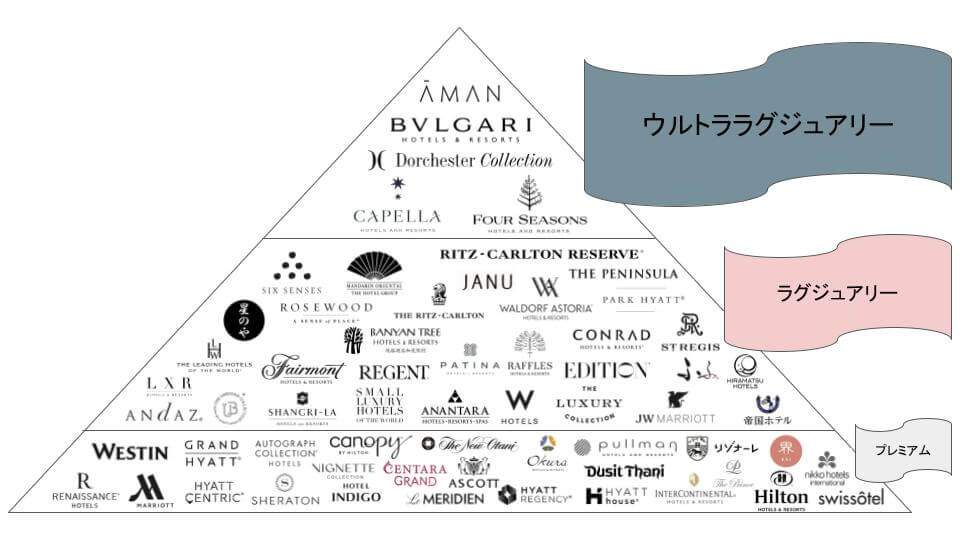 ĀMAN
BVLGARI
HOTELS & RESORTS
Dorchester Collection
CAPELLA
HOTELS AND RESORTS
FOUR SEASONS
HOTELS AND RESORTS
ウルトララグジュアリー
RITZ-CARLTON RESERVE®
SIX SENSES
MANDARIN ORIENTAL
THE HOTEL GROUP
JANU
THE PENINSULA
ラグジュアリー
星のや
ROSEWOOD
A SENSE of PLACE®
THE RITZ-CARLTON
WALDORF ASTORIA
HOTELS & RESORTS
PARK HYATT®
BANYAN TREE
HOTELS & RESORTS
CONRAD
HOTELS & RESORTS
ST REGIS
THE LEADING HOTELS
OF THE WORLD
Fairmont
HOTELS & RESORTS
REGENT
PATINA
RAFFLES
HOTELS & RESORTS
EDITION
HIRAMATSU
HOTELS
LXR
HOTELS & RESORTS
ANdAZ.
SHANGRI-LA
HOTELS and RESORTS
SMALL
LUXURY
HOTELS
OF THE WORLD
ANANTARA
HOTELS · RESORTS · SPAS
W
HOTELS
THE
LUXURY
COLLECTION
JW MARRIOTT
帝国ホテル
プレミアム
WESTIN
GRAND
HYATT®
AUTOGRAPH
COLLECTION®
HOTELS
canopy
BY HILTON
The New Otani
Okura
pullman
HOTELS AND RESORTS
リゾナーレ
界
KAI
nikko hotels
international
R
RENAISSANCE®
HOTELS
MARRIOTT
HYATT
CENTRIC®
SHERATON
VIGNETTE
COLLECTION
HOTEL
INDIGO
CENTARA
GRAND
ASCOTT
Le MERIDIEN
HYATT
REGENCY®
Dusit Thani
HYATT
house®
INTERCONTINENTAL®
HOTELS & RESORTS
The Prince
Hilton
HOTELS & RESORTS
swissôtel